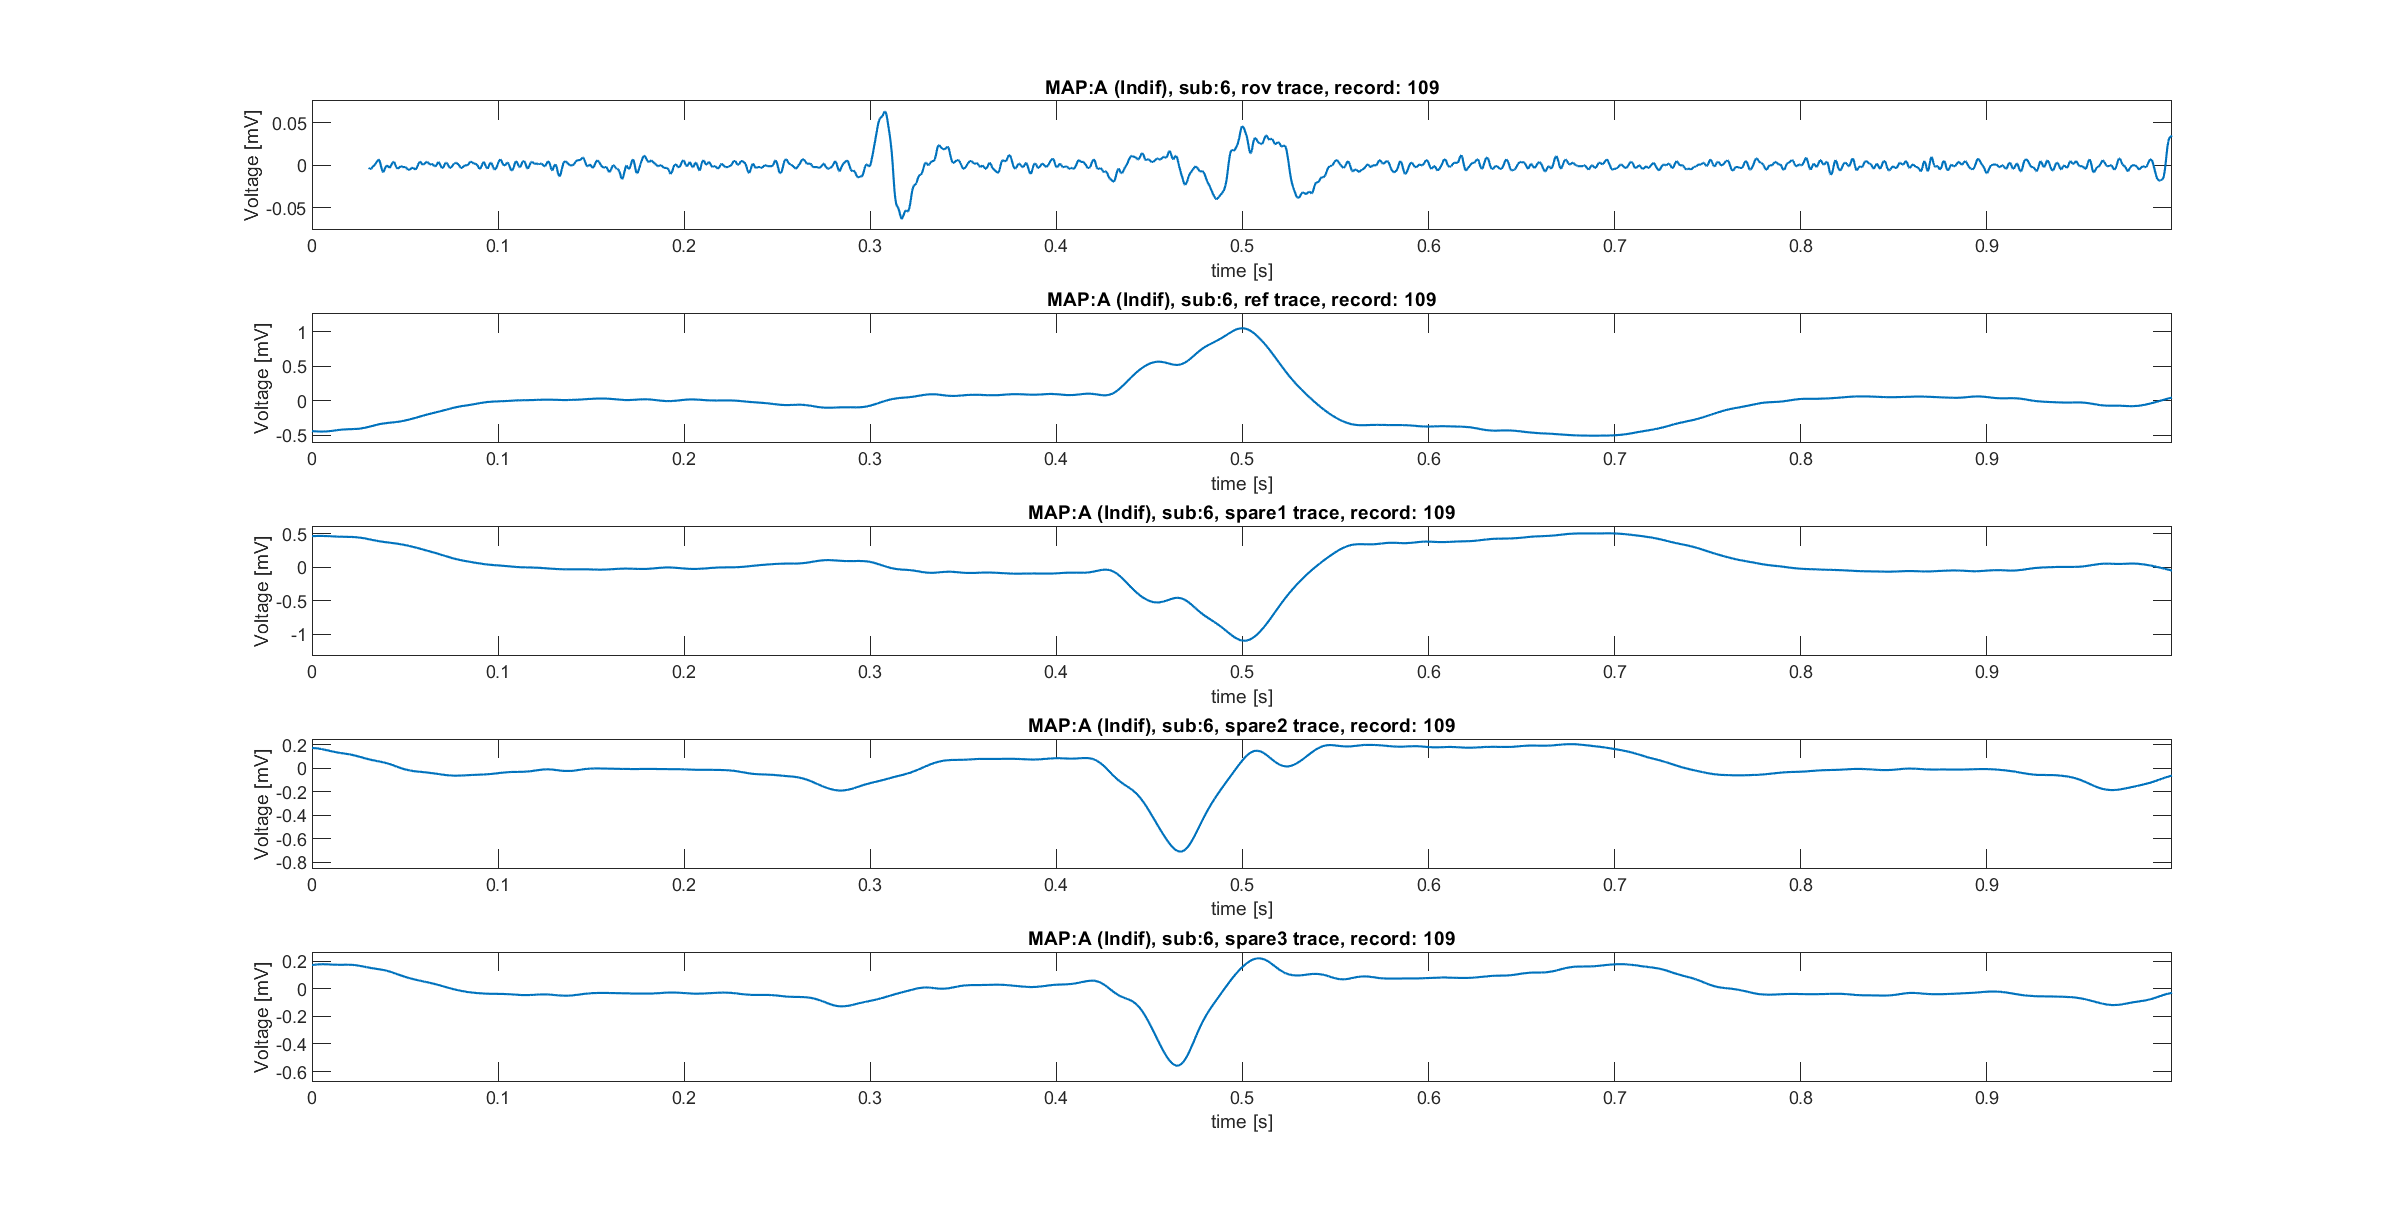 MAP:A (Indif), sub:6, rov trace, record: 109
Voltage [mV]
0.05
0
-0.05
0 0.1 0.2 0.3 0.4 0.5 0.6 0.7 0.8 0.9
time [s]
MAP:A (Indif), sub:6, ref trace, record: 109
Voltage [mV]
1
0.5
0
-0.5
0 0.1 0.2 0.3 0.4 0.5 0.6 0.7 0.8 0.9
time [s]
MAP:A (Indif), sub:6, spare1 trace, record: 109
Voltage [mV]
0.5
0
-0.5
-1
0 0.1 0.2 0.3 0.4 0.5 0.6 0.7 0.8 0.9
time [s]
MAP:A (Indif), sub:6, spare2 trace, record: 109
Voltage [mV]
0.2
0
-0.2
-0.4
-0.6
-0.8
0 0.1 0.2 0.3 0.4 0.5 0.6 0.7 0.8 0.9
time [s]
MAP:A (Indif), sub:6, spare3 trace, record: 109
Voltage [mV]
0.2
0
-0.2
-0.4
-0.6
0 0.1 0.2 0.3 0.4 0.5 0.6 0.7 0.8 0.9
time [s]